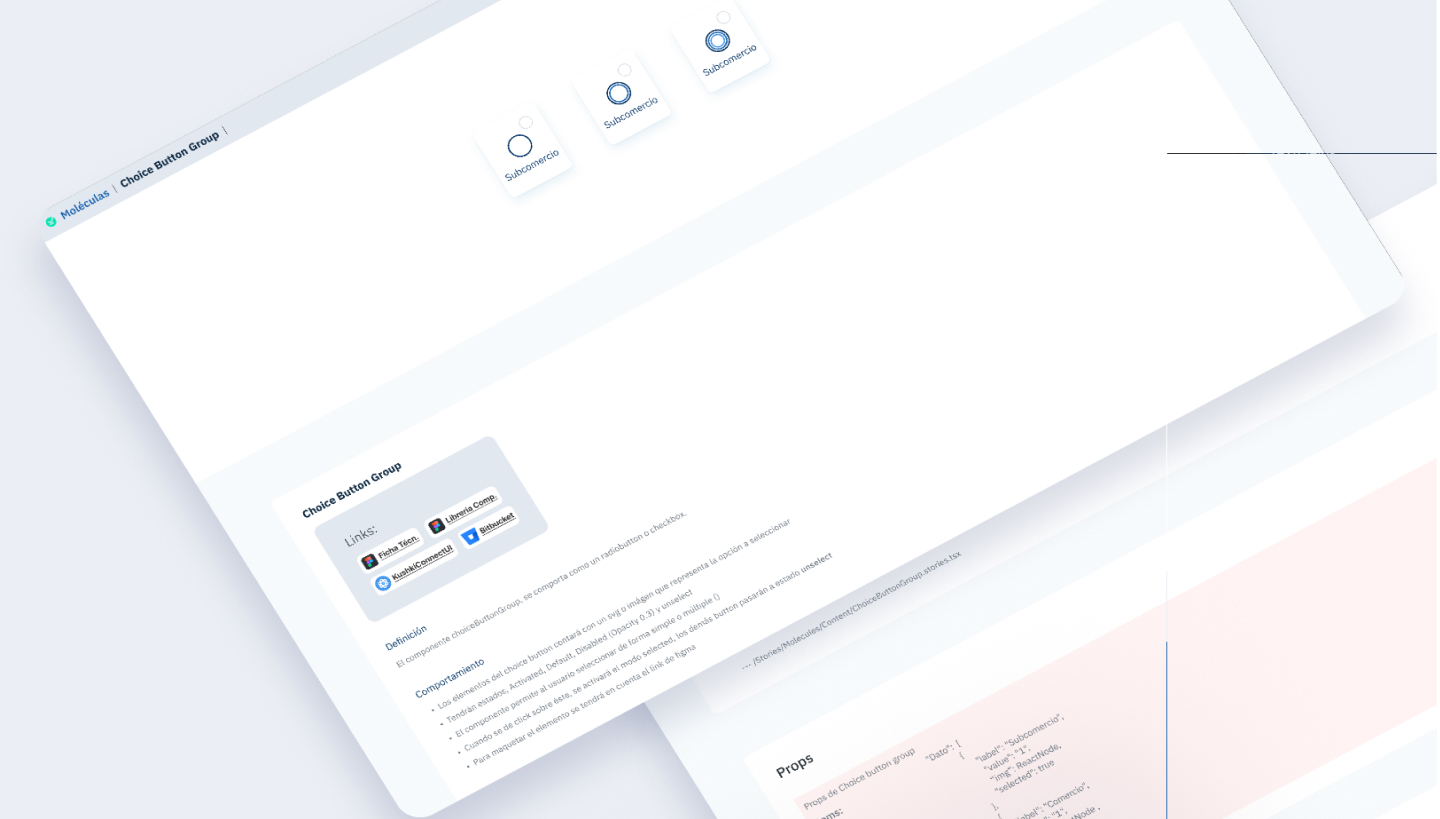 Moléculas | Choice Button Group |
Subcomercio
Subcomercio
Subcomercio
Choice Button Group
Links:
Ficha Técn.
Librería Comp.
KushkiConnectUi
Bitbucket
Definición
El componente choiceButtonGroup, se comporta como un radiobutton o checkbox.
Comportamiento
• Los elementos del choice button contará con un svg o imágan que representa la opción a seleccionar
• Tendrán estados, Activated, Default, Disabled (Opacity 0.3) y unselect
• El componente permite al usuario seleccionar de forma simple o múltiple ()
• Cuando se de click sobre éste, se activará el modo selected, los demás button pasarán a estado unselect
• Para maquetar el elemento se tendrá en cuenta el link de figma
--- /Stories/Molecules/Content/ChoiceButtonGroup.stories.tsx
Props
Props de Choice button group
"Dato": [
{ "label": "Subcomercio",
"value": "1",
"img": ReactNode,
"selected": true
},
{ "label": "Comercio",